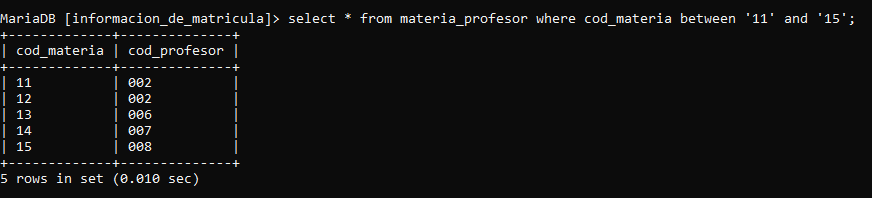 MariaDB [informacion_de_matricula]> select * from materia_profesor where cod_materia between '11' and '15';
+-------------+--------------+
| cod_materia | cod_profesor |
+-------------+--------------+
| 11          | 002          |
| 12          | 002          |
| 13          | 006          |
| 14          | 007          |
| 15          | 008          |
+-------------+--------------+
5 rows in set (0.010 sec)